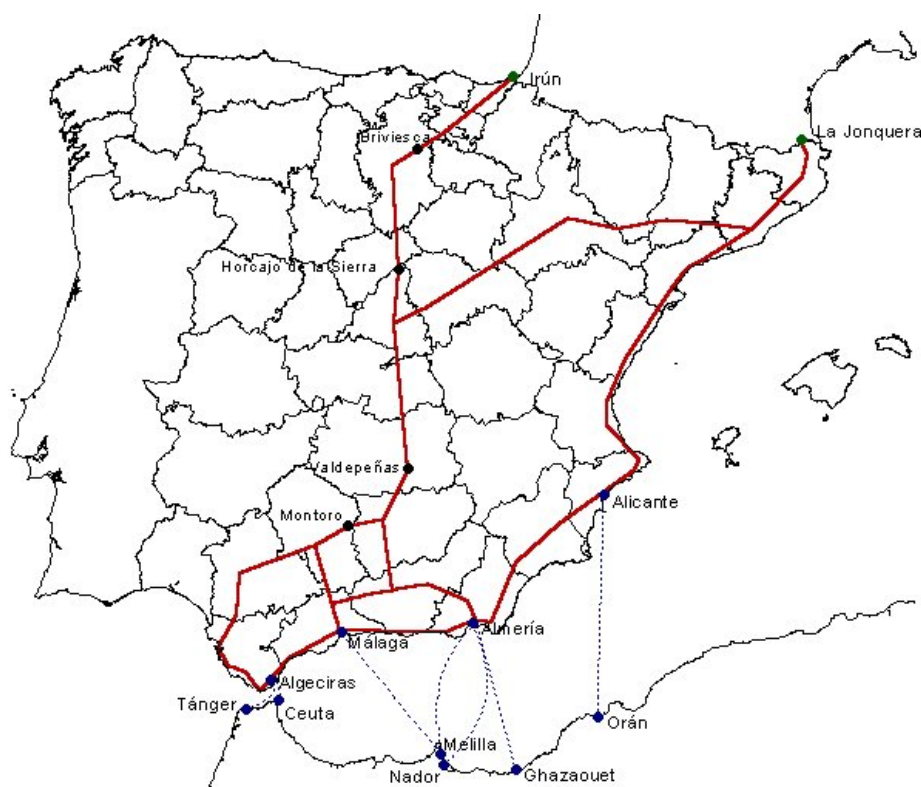 Irún
La Jonquera
Briviesca
Horcajo de la Sierra
Valdepeñas
Alicante
Montoro
Almería
Málaga
Algeciras
Tánger
Ceuta
Orán
Melilla
Nador
Ghazaouet